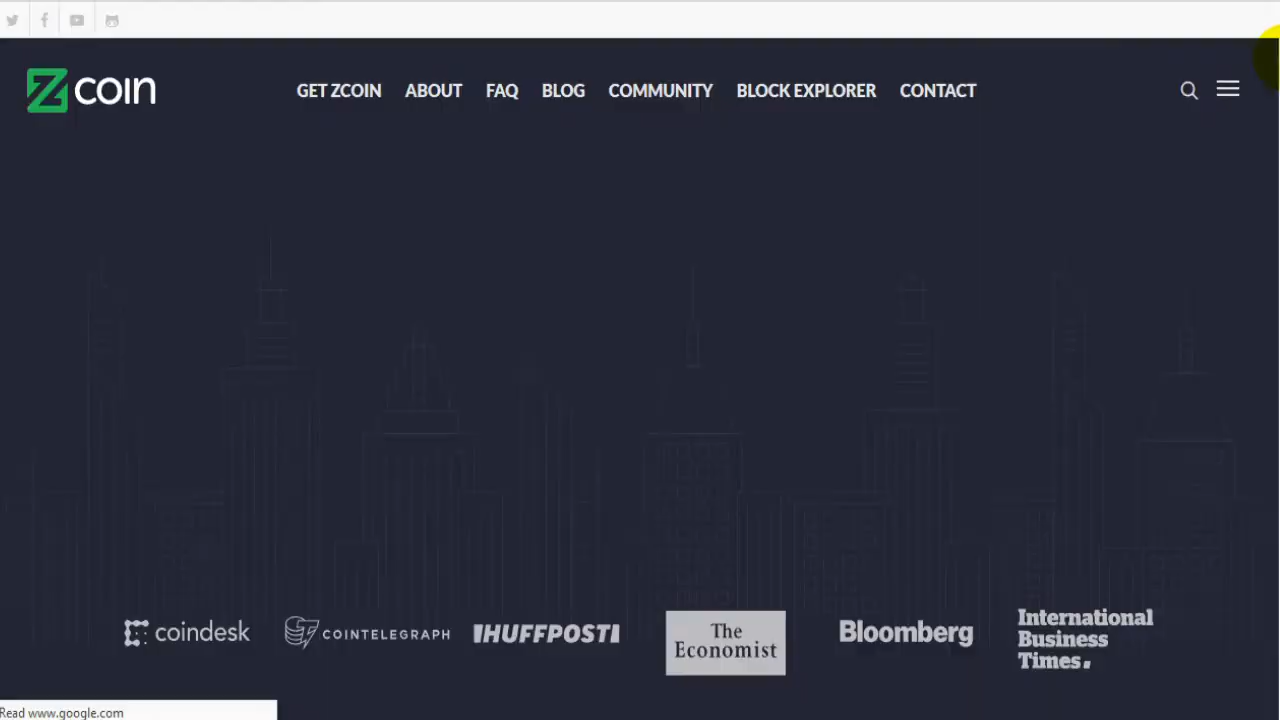 Zcoin
GET ZCOIN ABOUT FAQ BLOG COMMUNITY BLOCK EXPLORER CONTACT
coindesk COINTELEGRAPH HUFFPOST The Economist Bloomberg International Business Times.
Read www.google.com